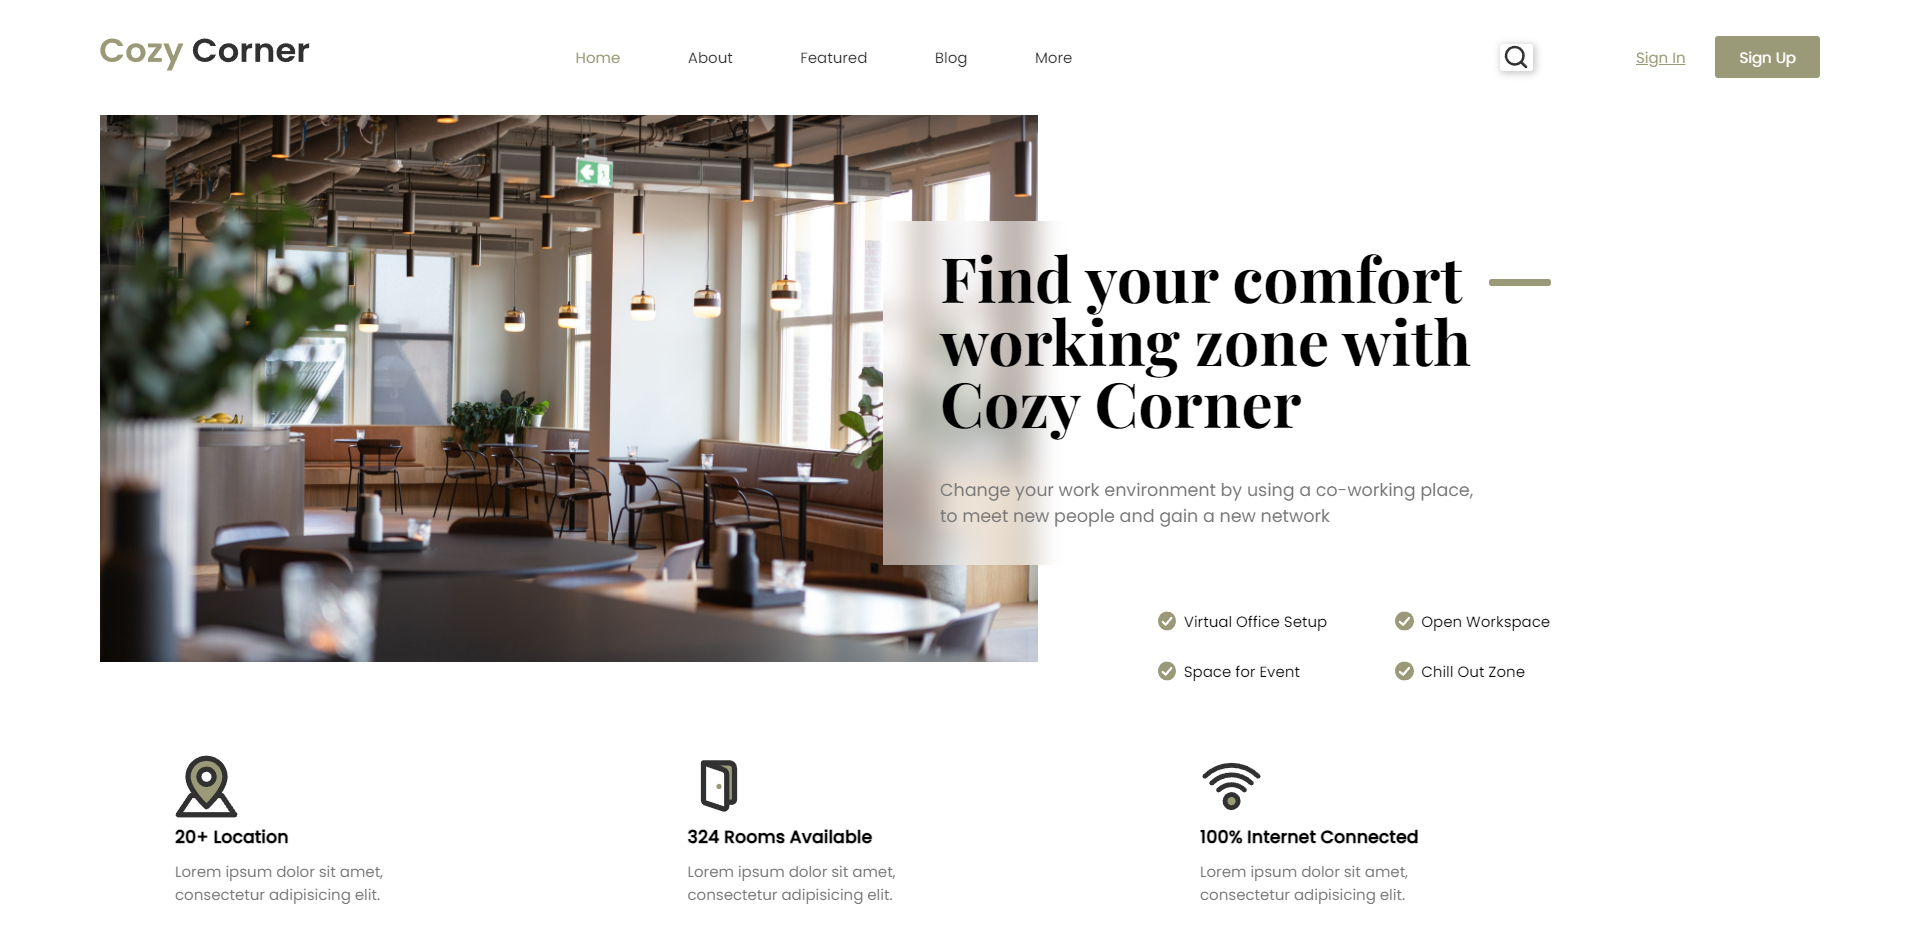 Cozy Corner
Home About Featured Blog More
Sign In
Sign Up
Find your comfort
working zone with
Cozy Corner
Change your work environment by using a co-working place,
to meet new people and gain a new network
Virtual Office Setup
Open Workspace
Space for Event
Chill Out Zone
20+ Location
Lorem ipsum dolor sit amet,
consectetur adipisicing elit.
324 Rooms Available
Lorem ipsum dolor sit amet,
consectetur adipisicing elit.
100% Internet Connected
Lorem ipsum dolor sit amet,
consectetur adipisicing elit.